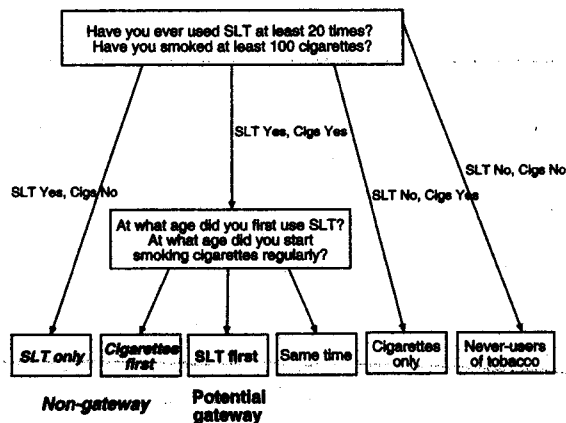 Have you ever used SLT at least 20 times?
Have you smoked at least 100 cigarettes?
SLT Yes, Cigs Yes
SLT No, Cigs No
SLT Yes, Cigs No
SLT No, Cigs Yes
At what age did you first use SLT?
At what age did you start
smoking cigarettes regularly?
SLT only
Cigarettes
first
SLT first
Same time
Cigarettes
only
Never-users
of tobacco
Non-gateway
Potential
gateway